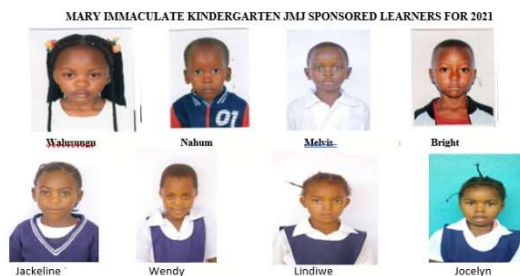 MARY IMMACULATE KINDERGARTEN JMJ SPONSORED LEARNERS FOR 2021
01
Walusungu Nahum Melvis Bright
Jackeline Wendy Lindiwe Jocelyn